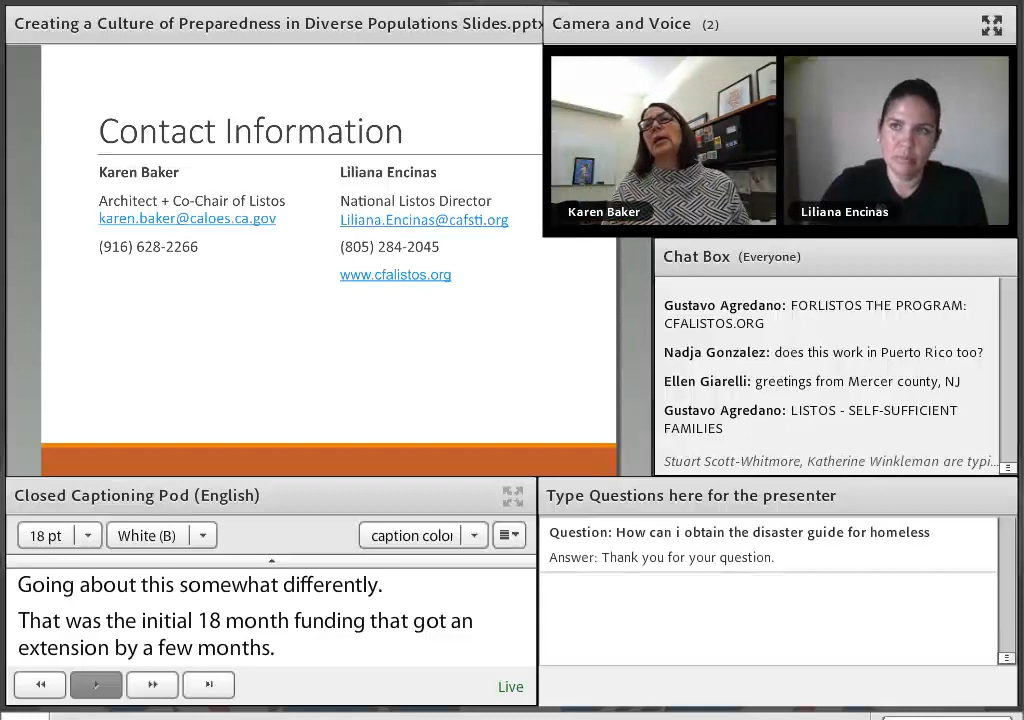 Creating a Culture of Preparedness in Diverse Populations Slides.pptx
Camera and Voice (2)
Contact Information
Karen Baker
Architect + Co-Chair of Listos
karen.baker@caloes.ca.gov
(916) 628-2266
Liliana Encinas
National Listos Director
Liliana.Encinas@cafsti.org
(805) 284-2045
www.cfalistos.org
Karen Baker
Liliana Encinas
Chat Box (Everyone)
Gustavo Agredano: FORLISTOS THE PROGRAM:
CFALISTOS.ORG
Nadja Gonzalez: does this work in Puerto Rico too?
Ellen Giarelli: greetings from Mercer county, NJ
Gustavo Agredano: LISTOS - SELF-SUFFICIENT
FAMILIES
Stuart Scott-Whitmore, Katherine Winkleman are typi...
Closed Captioning Pod (English)
18 pt
White (B)
caption color
Going about this somewhat differently.
That was the initial 18 month funding that got an
extension by a few months.
Live
Type Questions here for the presenter
Question: How can i obtain the disaster guide for homeless
Answer: Thank you for your question.